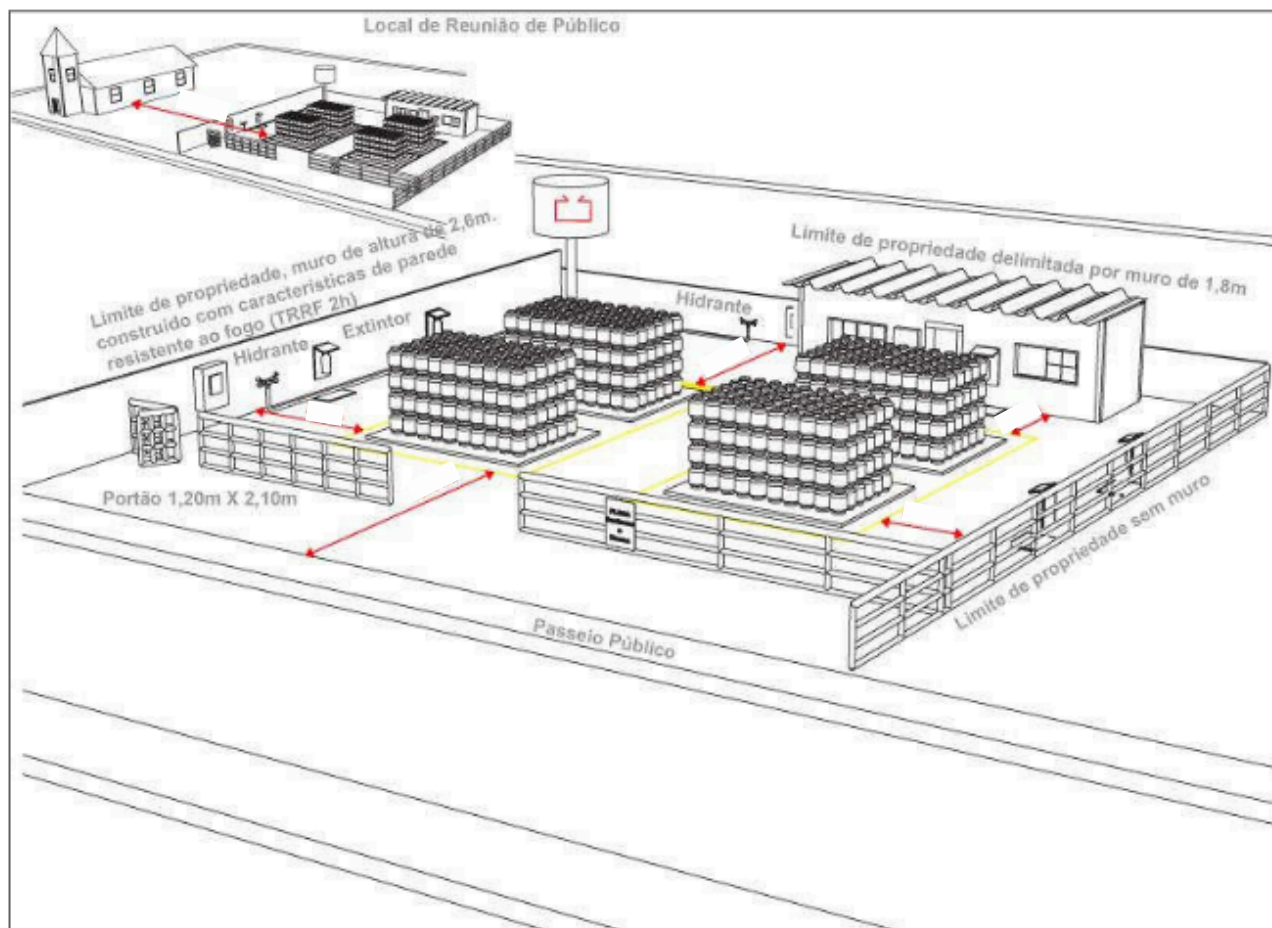 Local de Reunião de Público
Limite de propriedade, muro de altura de 2,6m.
construído com características de parede
resistente ao fogo (TRRF 2h)
Limite de propriedade delimitada por muro de 1,8m
Hidrante
Extintor
Hidrante
Portão 1,20m X 2,10m
Limite de propriedade sem muro
Passeio Público